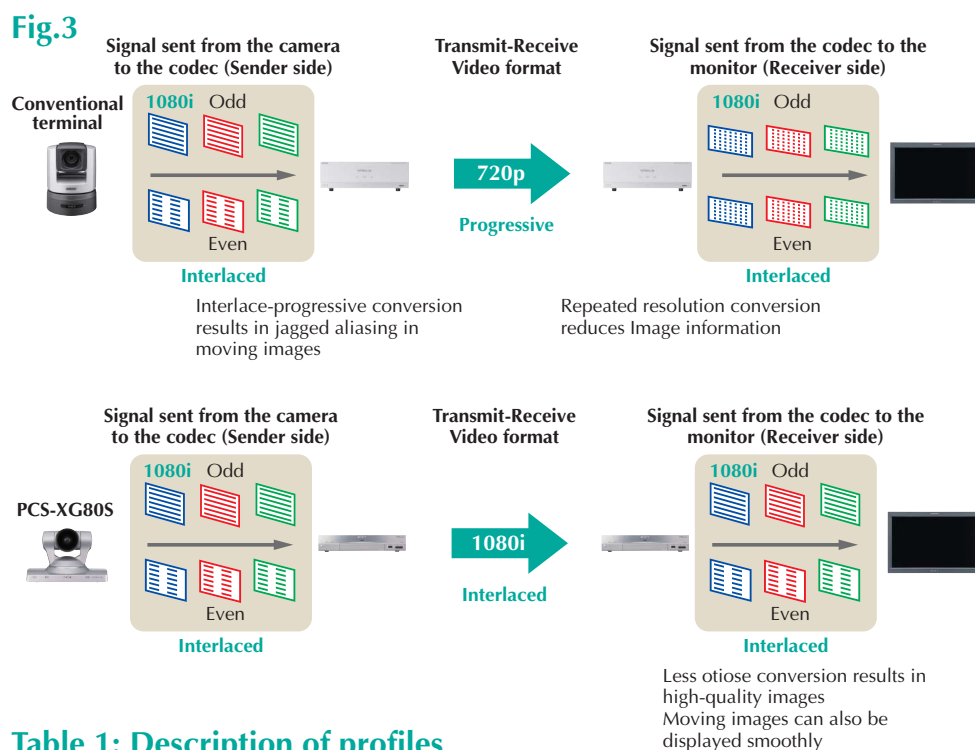 Fig.3
Signal sent from the camera
to the codec (Sender side)
Transmit-Receive
Video format
Signal sent from the codec to the
monitor (Receiver side)
Conventional
terminal
1080i Odd
Even
Interlaced
720p
Progressive
1080i Odd
Even
Interlaced
Interlace-progressive conversion
results in jagged aliasing in
moving images
Repeated resolution conversion
reduces Image information
Signal sent from the camera
to the codec (Sender side)
Transmit-Receive
Video format
Signal sent from the codec to the
monitor (Receiver side)
PCS-XG80S
1080i Odd
Even
Interlaced
1080i
Interlaced
1080i Odd
Even
Interlaced
Less otiose conversion results in
high-quality images
Moving images can also be
displayed smoothly
Table 1: Description of profiles